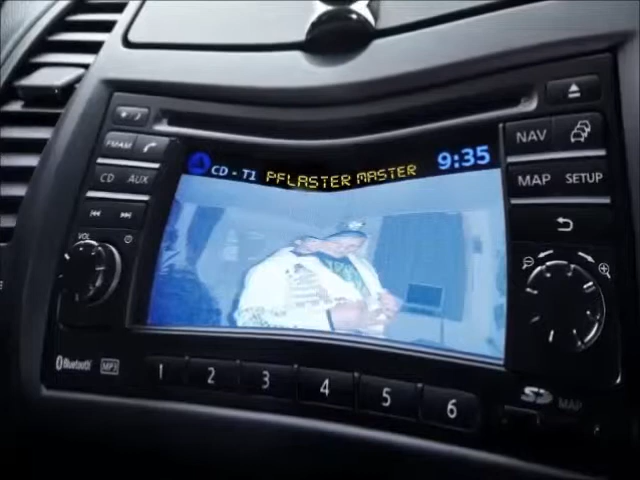 CD - T1 PFLASTER MASTER 9:35
FM/AM
CD AUX
VOL
NAV
MAP SETUP
Bluetooth MP3
1 2 3 4 5 6
SD MAP